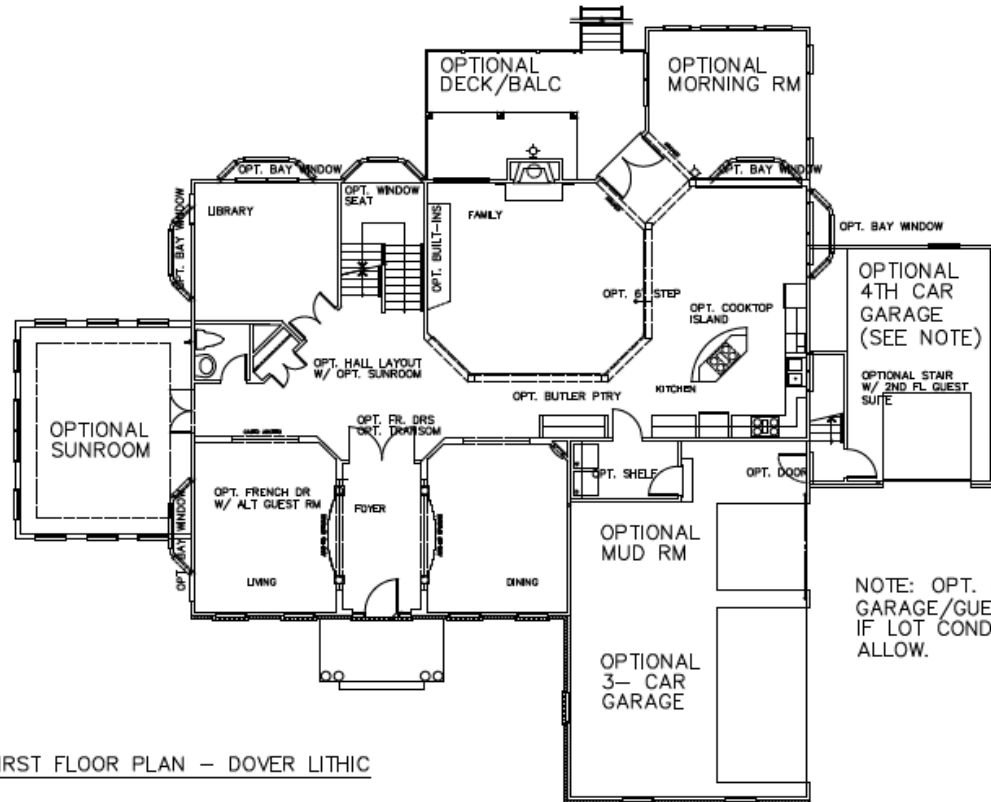 OPTIONAL
DECK/BALC
OPTIONAL
MORNING RM
OPT. BAY WINDOW
OPT. WINDOW
SEAT
OPT. BAY WINDOW
LIBRARY
FAMILY
OPT. BAY WINDOW
OPT. BUILT-INS
OPT. BAY WINDOW
OPTIONAL
4TH CAR
GARAGE
(SEE NOTE)
OPT. 6" STEP
OPT. COOKTOP
ISLAND
OPT. HALL LAYOUT
W/ OPT. SUNROOM
KITCHEN
OPTIONAL STAIR
W/ 2ND FL GUEST
SUITE
OPT. BUTLER PTRY
OPTIONAL
SUNROOM
OPT. FR. DRS
OPT. TRANSOM
OPT. SHELF
OPT. DOOR
OPT. FRENCH DR
W/ ALT GUEST RM
FOYER
OPT. BAY WINDOW
OPTIONAL
MUD RM
LIVING
DINING
NOTE: OPT.
GARAGE/GUE
IF LOT COND
ALLOW.
OPTIONAL
3- CAR
GARAGE
IRST FLOOR PLAN - DOVER LITHIC